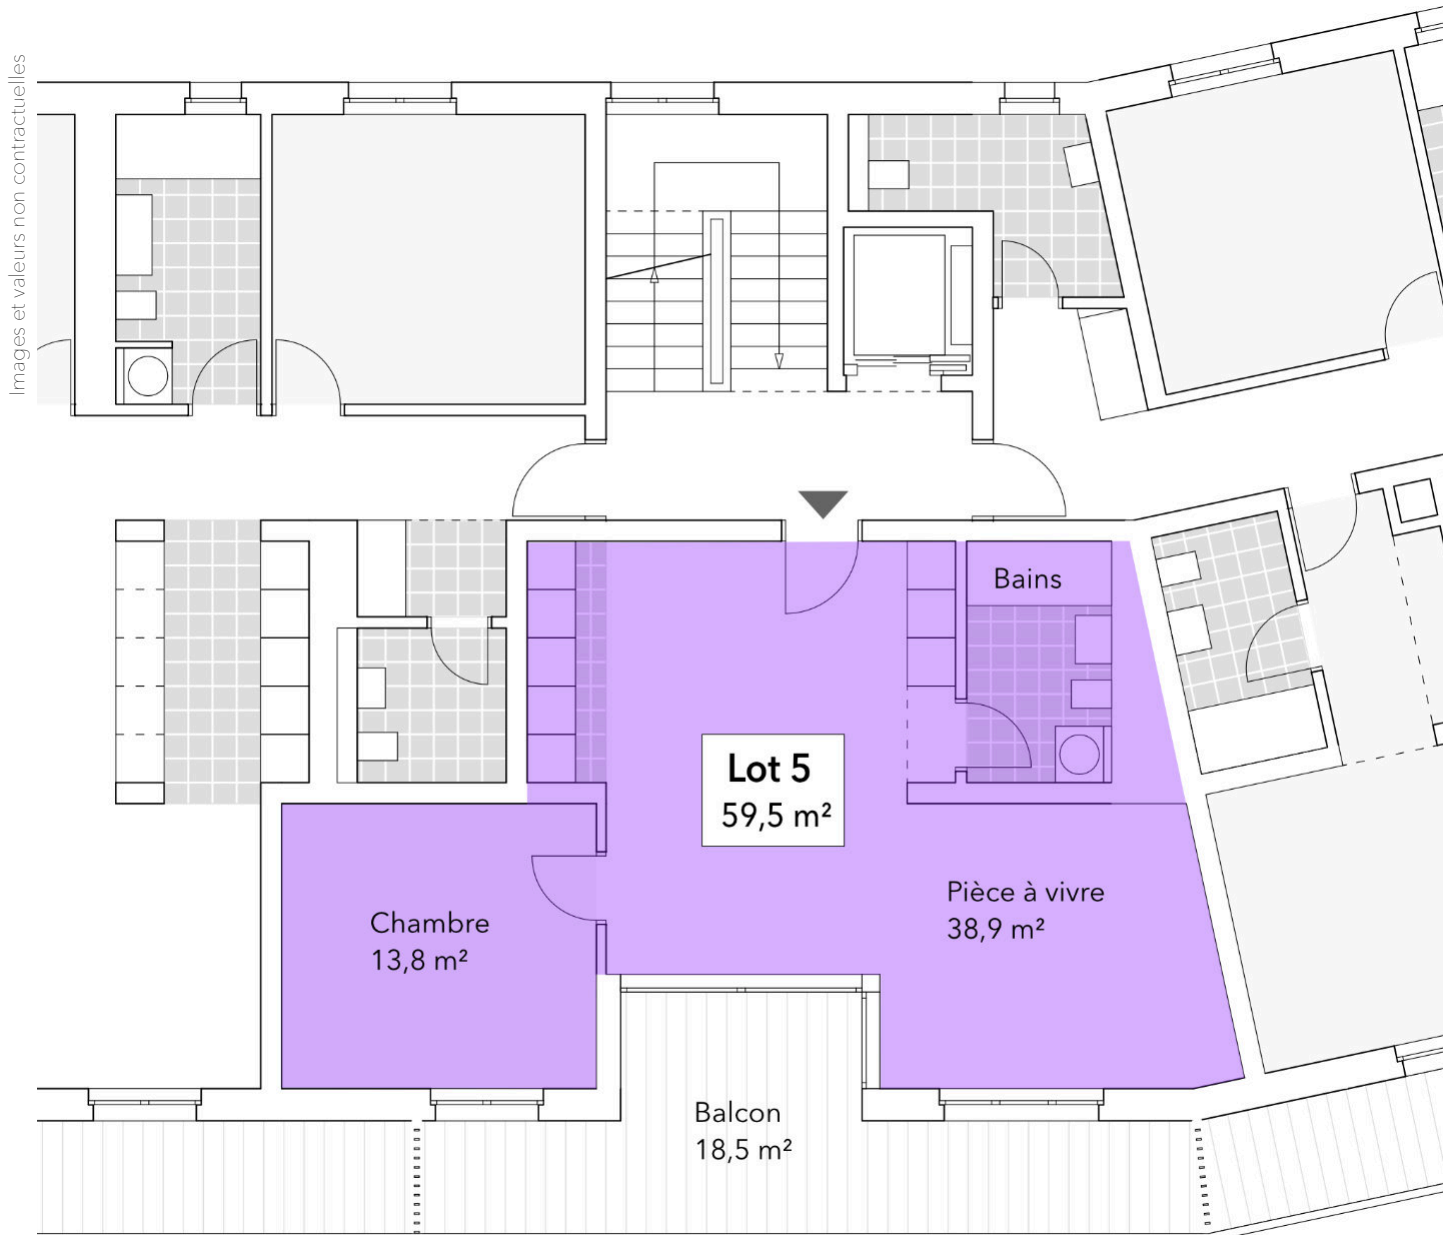 Images et valeurs non contractuelles
Bains
Lot 5
59,5 m²
Pièce à vivre
38,9 m²
Chambre
13,8 m²
Balcon
18,5 m²